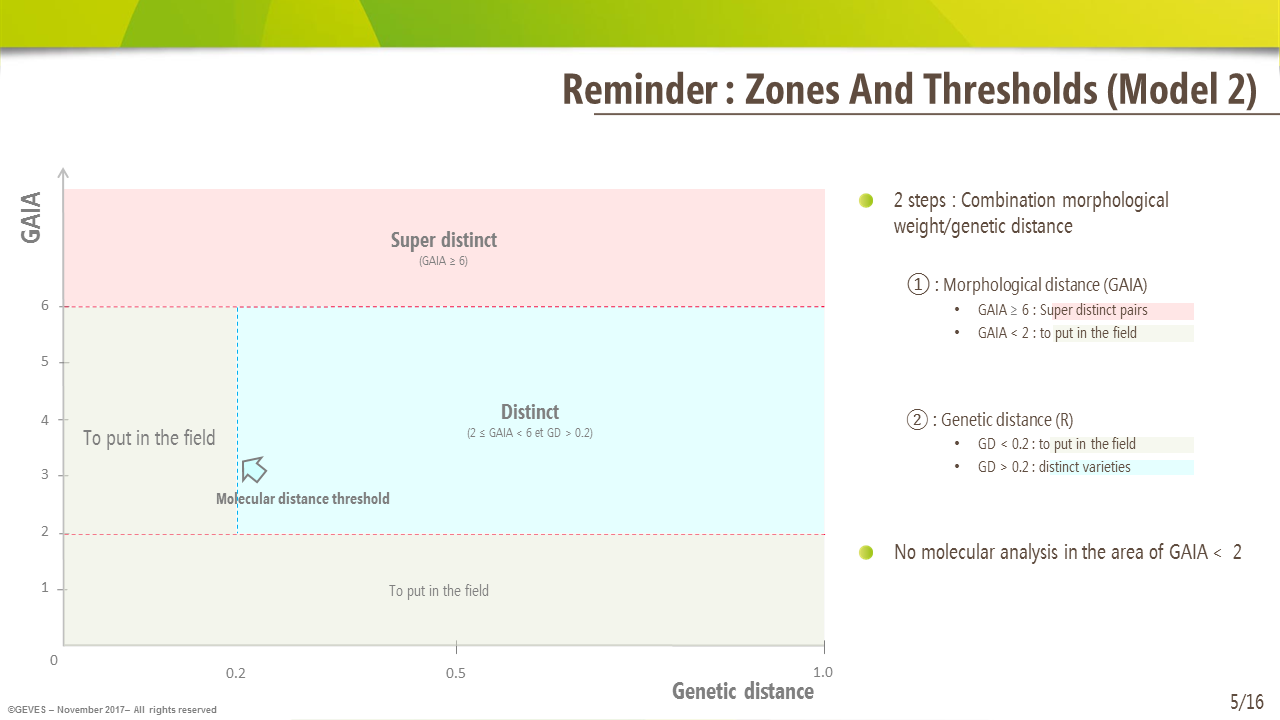 Reminder : Zones And Thresholds (Model 2)
GAIA
Super distinct
(GAIA ≥ 6)
6
5
4
3
2
1
0
To put in the field
Distinct
(2 ≤ GAIA < 6 et GD > 0.2)
Molecular distance threshold
To put in the field
0.2
0.5
1.0
Genetic distance
2 steps : Combination morphological
weight/genetic distance
① : Morphological distance (GAIA)
• GAIA ≥ 6 : Super distinct pairs
• GAIA < 2 : to put in the field
② : Genetic distance (R)
• GD < 0.2 : to put in the field
• GD > 0.2 : distinct varieties
No molecular analysis in the area of GAIA < 2
©GEVES – November 2017– All rights reserved
5/16